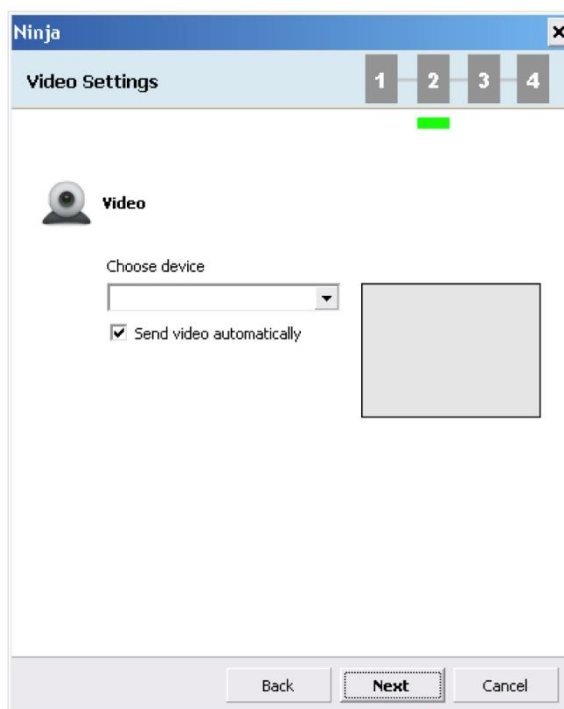 Ninja
Video Settings
1 2 3 4
Video
Choose device
Send video automatically
Back Next Cancel